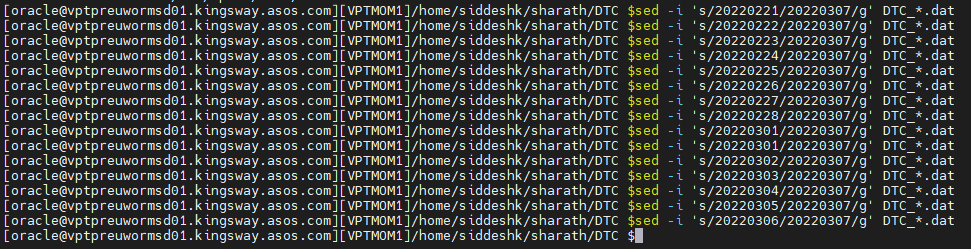 [oracle@vptpreuwormsd01.kingsway.asos.com][VPTMOM1]/home/siddeshk/sharath/DTC $sed -i 's/20220221/20220307/g' DTC_*.dat
[oracle@vptpreuwormsd01.kingsway.asos.com][VPTMOM1]/home/siddeshk/sharath/DTC $sed -i 's/20220222/20220307/g' DTC_*.dat
[oracle@vptpreuwormsd01.kingsway.asos.com][VPTMOM1]/home/siddeshk/sharath/DTC $sed -i 's/20220223/20220307/g' DTC_*.dat
[oracle@vptpreuwormsd01.kingsway.asos.com][VPTMOM1]/home/siddeshk/sharath/DTC $sed -i 's/20220224/20220307/g' DTC_*.dat
[oracle@vptpreuwormsd01.kingsway.asos.com][VPTMOM1]/home/siddeshk/sharath/DTC $sed -i 's/20220225/20220307/g' DTC_*.dat
[oracle@vptpreuwormsd01.kingsway.asos.com][VPTMOM1]/home/siddeshk/sharath/DTC $sed -i 's/20220226/20220307/g' DTC_*.dat
[oracle@vptpreuwormsd01.kingsway.asos.com][VPTMOM1]/home/siddeshk/sharath/DTC $sed -i 's/20220227/20220307/g' DTC_*.dat
[oracle@vptpreuwormsd01.kingsway.asos.com][VPTMOM1]/home/siddeshk/sharath/DTC $sed -i 's/20220228/20220307/g' DTC_*.dat
[oracle@vptpreuwormsd01.kingsway.asos.com][VPTMOM1]/home/siddeshk/sharath/DTC $sed -i 's/20220301/20220307/g' DTC_*.dat
[oracle@vptpreuwormsd01.kingsway.asos.com][VPTMOM1]/home/siddeshk/sharath/DTC $sed -i 's/20220301/20220307/g' DTC_*.dat
[oracle@vptpreuwormsd01.kingsway.asos.com][VPTMOM1]/home/siddeshk/sharath/DTC $sed -i 's/20220302/20220307/g' DTC_*.dat
[oracle@vptpreuwormsd01.kingsway.asos.com][VPTMOM1]/home/siddeshk/sharath/DTC $sed -i 's/20220303/20220307/g' DTC_*.dat
[oracle@vptpreuwormsd01.kingsway.asos.com][VPTMOM1]/home/siddeshk/sharath/DTC $sed -i 's/20220304/20220307/g' DTC_*.dat
[oracle@vptpreuwormsd01.kingsway.asos.com][VPTMOM1]/home/siddeshk/sharath/DTC $sed -i 's/20220305/20220307/g' DTC_*.dat
[oracle@vptpreuwormsd01.kingsway.asos.com][VPTMOM1]/home/siddeshk/sharath/DTC $sed -i 's/20220306/20220307/g' DTC_*.dat
[oracle@vptpreuwormsd01.kingsway.asos.com][VPTMOM1]/home/siddeshk/sharath/DTC $